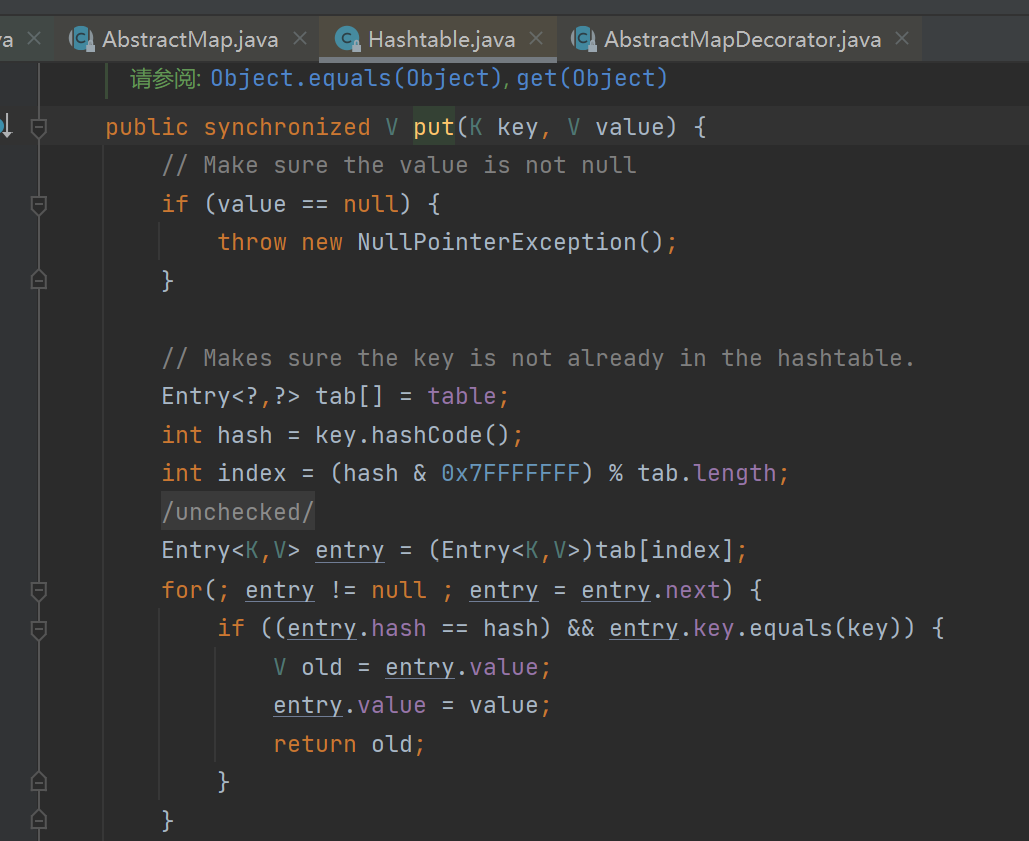 va AbstractMap.java Hashtable.java AbstractMapDecorator.java
请参阅: Object.equals(Object), get(Object)
public synchronized V put(K key, V value) {
// Make sure the value is not null
if (value == null) {
throw new NullPointerException();
}
// Makes sure the key is not already in the hashtable.
Entry<?,?> tab[] = table;
int hash = key.hashCode();
int index = (hash & 0x7FFFFFFF) % tab.length;
/unchecked/
Entry<K,V> entry = (Entry<K,V>)tab[index];
for(; entry != null ; entry = entry.next) {
if ((entry.hash == hash) && entry.key.equals(key)) {
V old = entry.value;
entry.value = value;
return old;
}
}